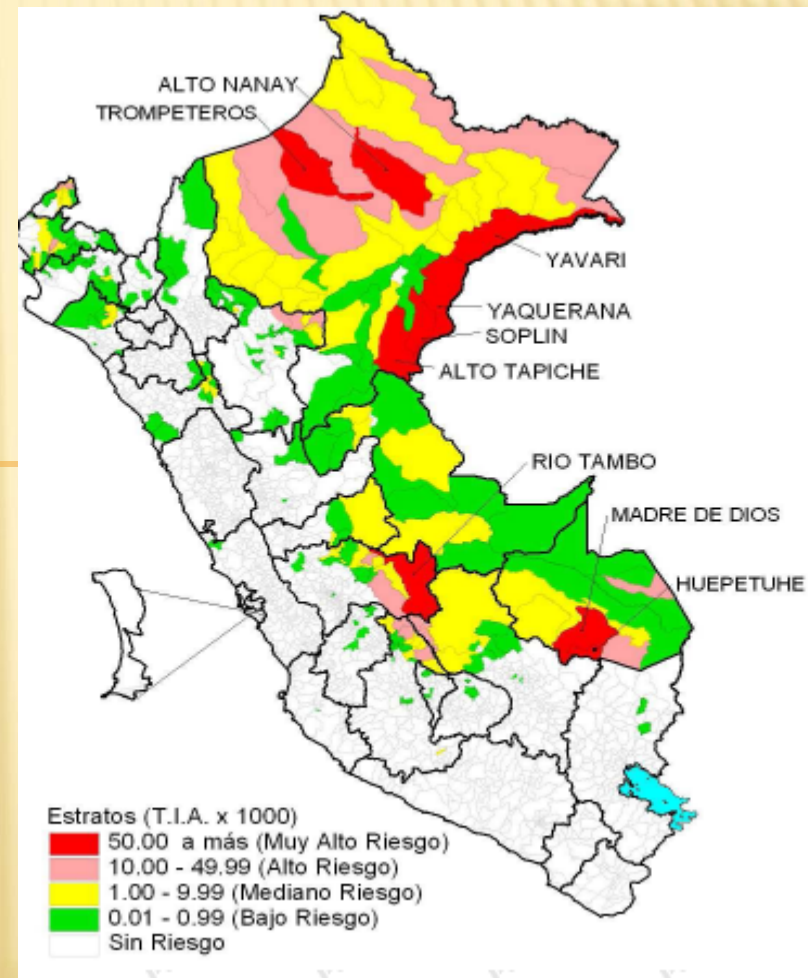 ALTO NANAY
TROMPETEROS
YAVARI
YAQUERANA
SOPLIN
ALTO TAPICHE
RIO TAMBO
MADRE DE DIOS
HUEPETUHE
Estratos (T.I.A. x 1000)
50.00 a más (Muy Alto Riesgo)
10.00 - 49.99 (Alto Riesgo)
1.00 - 9.99 (Mediano Riesgo)
0.01 - 0.99 (Bajo Riesgo)
Sin Riesgo